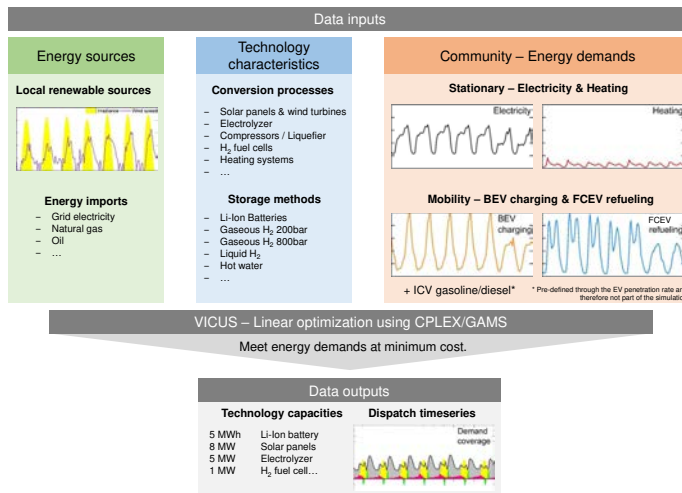 Data inputs
Energy sources
Local renewable sources
Irradiance Wind speed
Energy imports
– Grid electricity
– Natural gas
– Oil
– …
Technology
characteristics
Conversion processes
– Solar panels & wind turbines
– Electrolyzer
– Compressors / Liquefier
– H₂ fuel cells
– Heating systems
– …
Storage methods
– Li-Ion Batteries
– Gaseous H₂ 200bar
– Gaseous H₂ 800bar
– Liquid H₂
– Hot water
– …
Community – Energy demands
Stationary – Electricity & Heating
Electricity
Heating
Mobility – BEV charging & FCEV refueling
BEV
charging
FCEV
refueling
+ ICV gasoline/diesel*
* Pre-defined through the EV penetration rate an
therefore not part of the simulatio
VICUS – Linear optimization using CPLEX/GAMS
Meet energy demands at minimum cost.
Data outputs
Technology capacities
5 MWh Li-Ion battery
8 MW Solar panels
5 MW Electrolyzer
1 MW H₂ fuel cell…
Dispatch timeseries
Demand
coverage